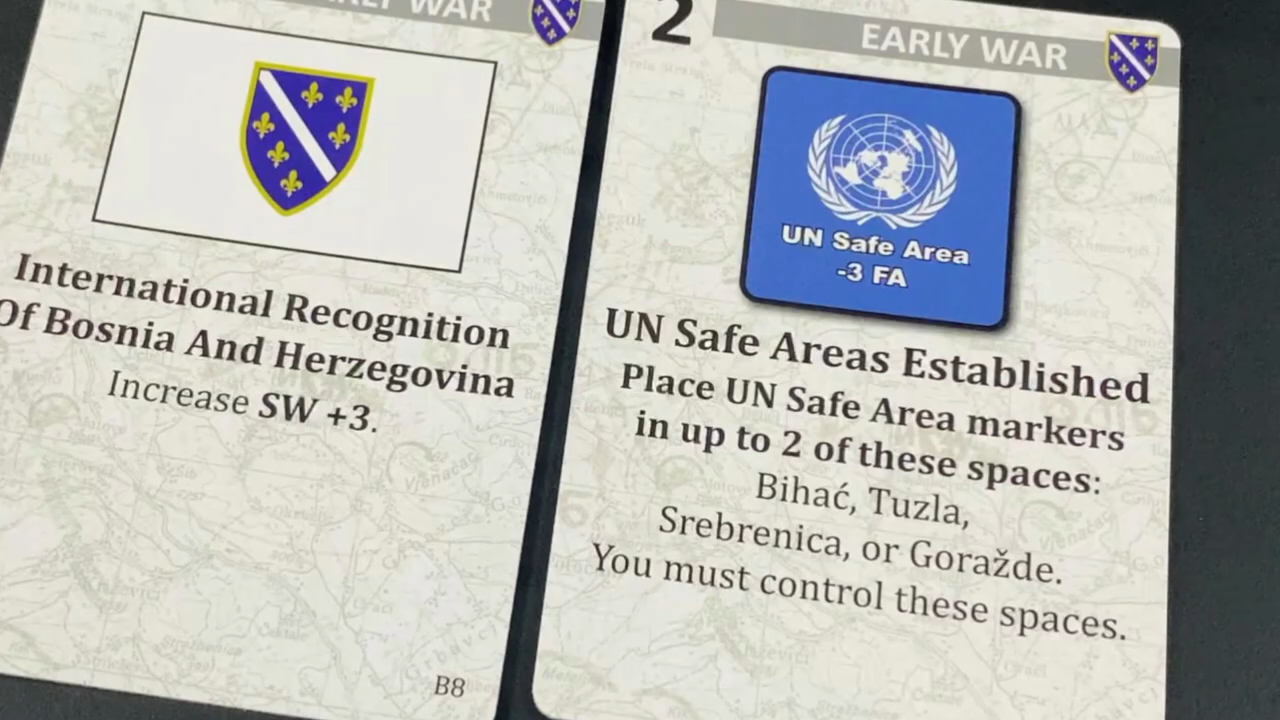 EARLY WAR
International Recognition
Of Bosnia And Herzegovina
Increase SW +3.
B8
2
EARLY WAR
UN Safe Area
-3 FA
UN Safe Areas Established
Place UN Safe Area markers
in up to 2 of these spaces:
Bihać, Tuzla,
Srebrenica, or Goražde.
You must control these spaces.